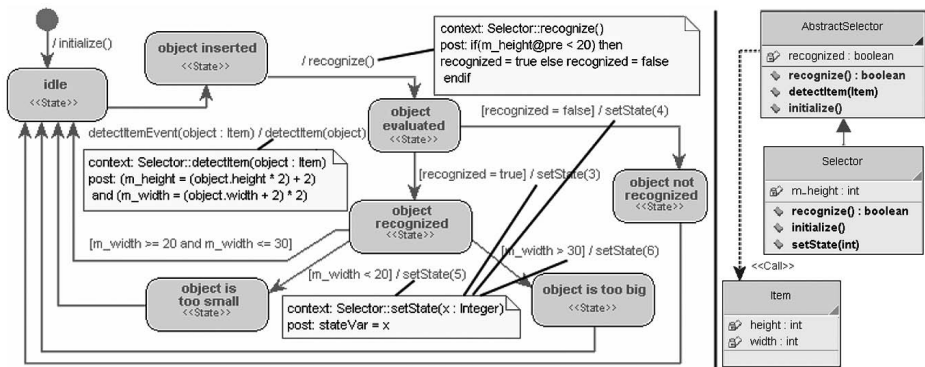 / initialize()
idle
<<State>>
object inserted
<<State>>
/ recognize()
context: Selector::recognize()
post: if(m_height@pre < 20) then
recognized = true else recognized = false
endif
object
evaluated
<<State>>
[recognized = false] / setState(4)
detectItemEvent(object : Item) / detectItem(object)
context: Selector::detectItem(object : Item)
post: (m_height = (object.height * 2) + 2)
and (m_width = (object.width + 2) * 2)
[recognized = true] / setState(3)
object not
recognized
<<State>>
object
recognized
<<State>>
[m_width >= 20 and m_width <= 30]
[m_width > 30] / setState(6)
[m_width < 20] / setState(5)
object is
too small
<<State>>
context: Selector::setState(x : Integer)
post: stateVar = x
object is too big
<<State>>
AbstractSelector
recognized : boolean
recognize() : boolean
detectItem(Item)
initialize()
Selector
m_height : int
recognize() : boolean
initialize()
setState(int)
<<Call>>
Item
height : int
width : int